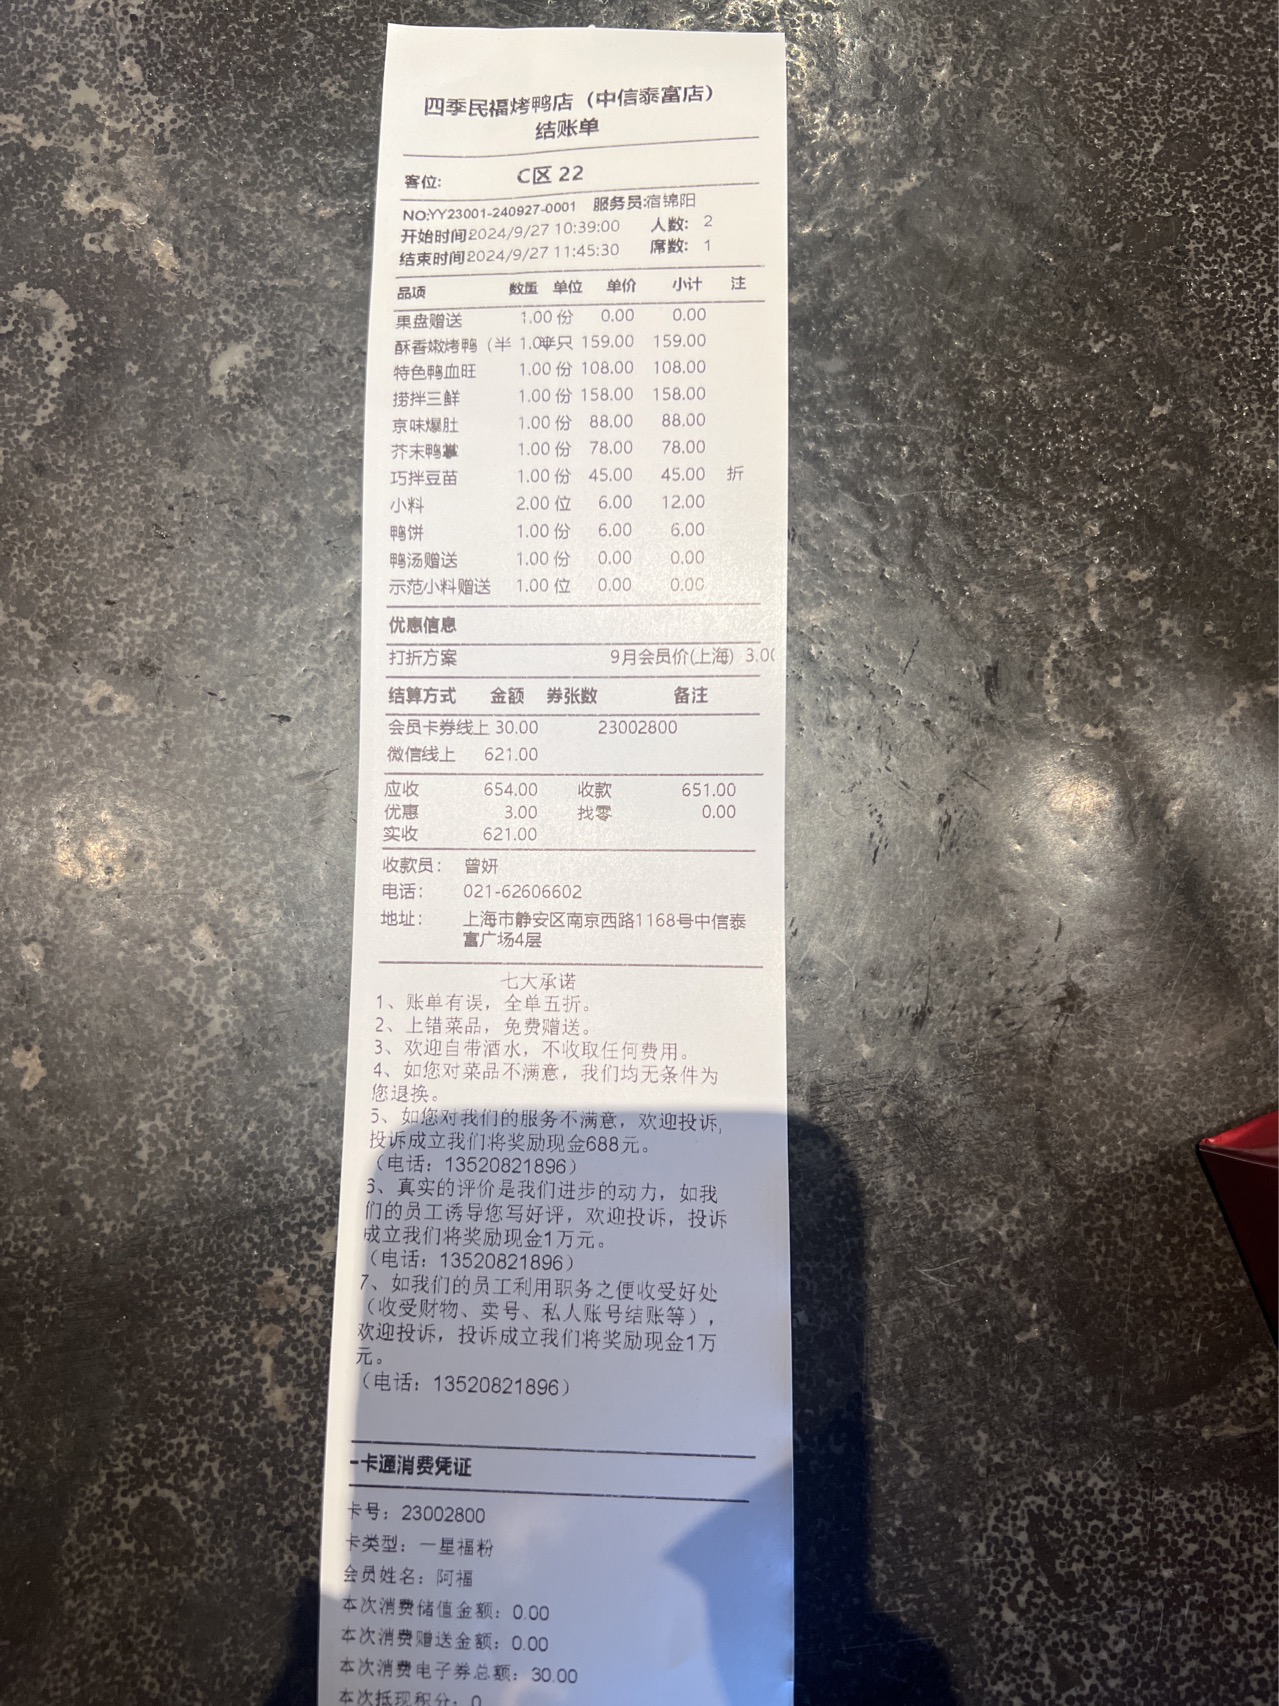 四季民福烤鸭店（中信泰富店）
结账单
客位: C区 22
NO:YY23001-240927-0001 服务员:宿锦阳
开始时间:2024/9/27 10:39:00 人数: 2
结束时间:2024/9/27 11:45:30 席数: 1
品项 数量 单位 单价 小计 注
果盘赠送 1.00 份 0.00 0.00
酥香嫩烤鸭（半 1.00 半只 159.00 159.00
特色鸭血旺 1.00 份 108.00 108.00
捞拌三鲜 1.00 份 158.00 158.00
京味爆肚 1.00 份 88.00 88.00
芥末鸭掌 1.00 份 78.00 78.00
巧拌豆苗 1.00 份 45.00 45.00 折
小料 2.00 位 6.00 12.00
鸭饼 1.00 份 6.00 6.00
鸭汤赠送 1.00 份 0.00 0.00
示范小料赠送 1.00 位 0.00 0.00
优惠信息
打折方案 9月会员价(上海) 3.00
结算方式 金额 券张数 备注
会员卡券线上 30.00 23002800
微信线上 621.00
应收 654.00 收款 651.00
优惠 3.00 找零 0.00
实收 621.00
收款员: 曾妍
电话: 021-62606602
地址: 上海市静安区南京西路1168号中信泰
富广场4层
七大承诺
1、账单有误，全单五折。
2、上错菜品，免费赠送。
3、欢迎自带酒水，不收取任何费用。
4、如您对菜品不满意，我们均无条件为
您退换。
5、如您对我们的服务不满意，欢迎投诉,
投诉成立我们将奖励现金688元。
（电话：13520821896）
6、真实的评价是我们进步的动力，如我
们的员工诱导您写好评，欢迎投诉，投诉
成立我们将奖励现金1万元。
（电话：13520821896）
7、如我们的员工利用职务之便收受好处
（收受财物、卖号、私人账号结账等），
欢迎投诉，投诉成立我们将奖励现金1万
元。
（电话：13520821896）
一卡通消费凭证
卡号：23002800
卡类型：一星福粉
会员姓名：阿福
本次消费储值金额：0.00
本次消费赠送金额：0.00
本次消费电子券总额：30.00
本次抵现积分：0